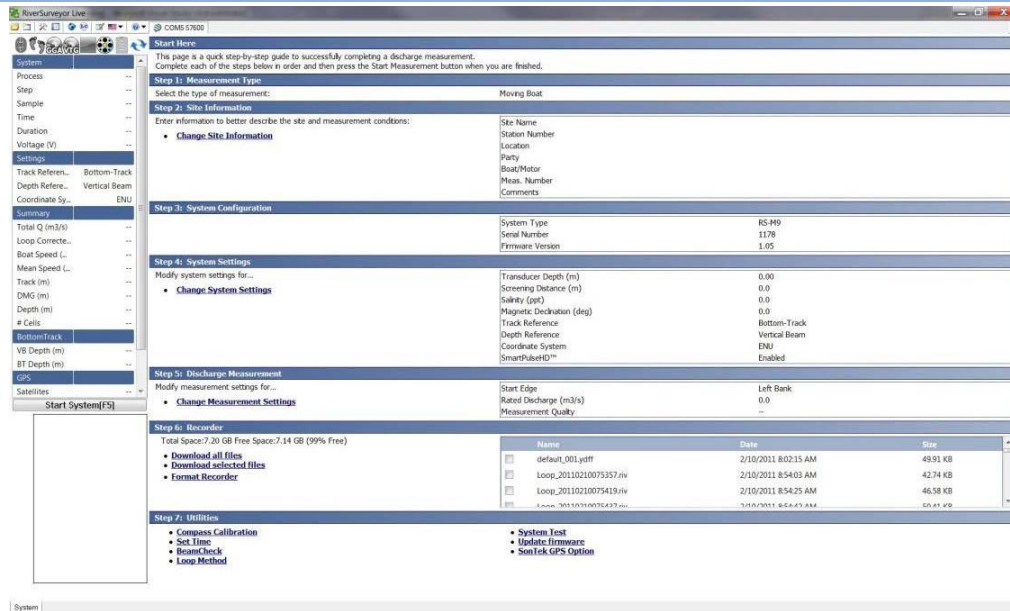 RiverSurveyor Live
COM5 57600
Start Here
This page is a quick step-by-step guide to successfully completing a discharge measurement.
Complete each of the steps below in order and then press the Start Measurement button when you are finished.
System
Process --
Step --
Sample --
Time --
Duration --
Voltage (V) --
Settings
Track Referen... Bottom-Track
Depth Refere... Vertical Beam
Coordinate Sy... ENU
Summary
Total Q (m3/s) --
Loop Correcte... --
Boat Speed (... --
Mean Speed (... --
Track (m) --
DMG (m) --
Depth (m) --
# Cells --
BottomTrack
VB Depth (m) --
BT Depth (m) --
GPS
Satellites --
Start System[F5]
Step 1: Measurement Type
Select the type of measurement: Moving Boat
Step 2: Site Information
Enter information to better describe the site and measurement conditions:
• Change Site Information
Site Name
Station Number
Location
Party
Boat/Motor
Meas. Number
Comments
Step 3: System Configuration
System Type RS-M9
Serial Number 1178
Firmware Version 1.05
Step 4: System Settings
Modify system settings for...
• Change System Settings
Transducer Depth (m) 0.00
Screening Distance (m) 0.0
Salinity (ppt) 0.0
Magnetic Declination (deg) 0.0
Track Reference Bottom-Track
Depth Reference Vertical Beam
Coordinate System ENU
SmartPulseHD™ Enabled
Step 5: Discharge Measurement
Modify measurement settings for...
• Change Measurement Settings
Start Edge Left Bank
Rated Discharge (m3/s) 0.0
Measurement Quality --
Step 6: Recorder
Total Space:7.20 GB Free Space:7.14 GB (99% Free)
• Download all files
• Download selected files
• Format Recorder
Name Date Size
default_001.ydff 2/10/2011 8:02:15 AM 49.91 KB
Loop_20110210075357.riv 2/10/2011 8:54:03 AM 42.74 KB
Loop_20110210075419.riv 2/10/2011 8:54:25 AM 46.58 KB
Loop_20110210075437.riv 2/10/2011 8:54:42 AM 50.41 KB
Step 7: Utilities
• Compass Calibration
• Set Time
• BeamCheck
• Loop Method
• System Test
• Update firmware
• SonTek GPS Option
System